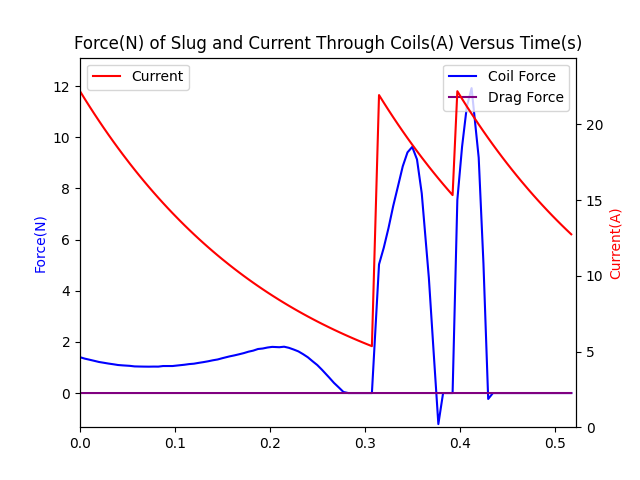 Force(N) of Slug and Current Through Coils(A) Versus Time(s)
Current
Coil Force
Drag Force
Force(N)
12
10
8
6
4
2
0
Current(A)
20
15
10
5
0
0.0 0.1 0.2 0.3 0.4 0.5